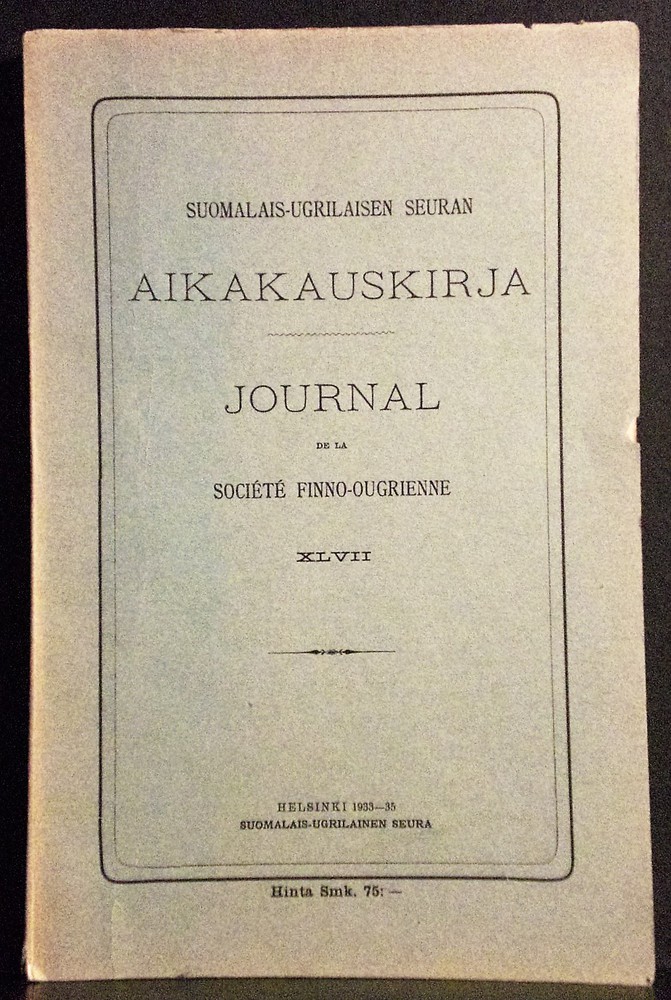 SUOMALAIS-UGRILAISEN SEURAN
AIKAKAUSKIRJA
JOURNAL
DE LA
SOCIÉTÉ FINNO-OUGRIENNE
XLVII
HELSINKI 1933—35
SUOMALAIS-UGRILAINEN SEURA
Hinta Smk. 75: —